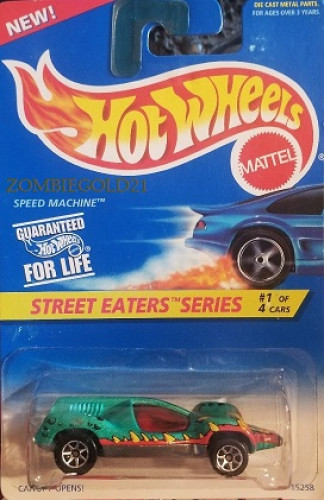 NEW!
DIE CAST METAL PARTS.
FOR AGES OVER 3 YEARS.
Hot Wheels
MATTEL
ZOMBIEGOLD21
SPEED MACHINE™
GUARANTEED
Hot Wheels
FOR LIFE
STREET EATERS™ SERIES
#1 OF
4 CARS
CANOPY OPENS!
15258